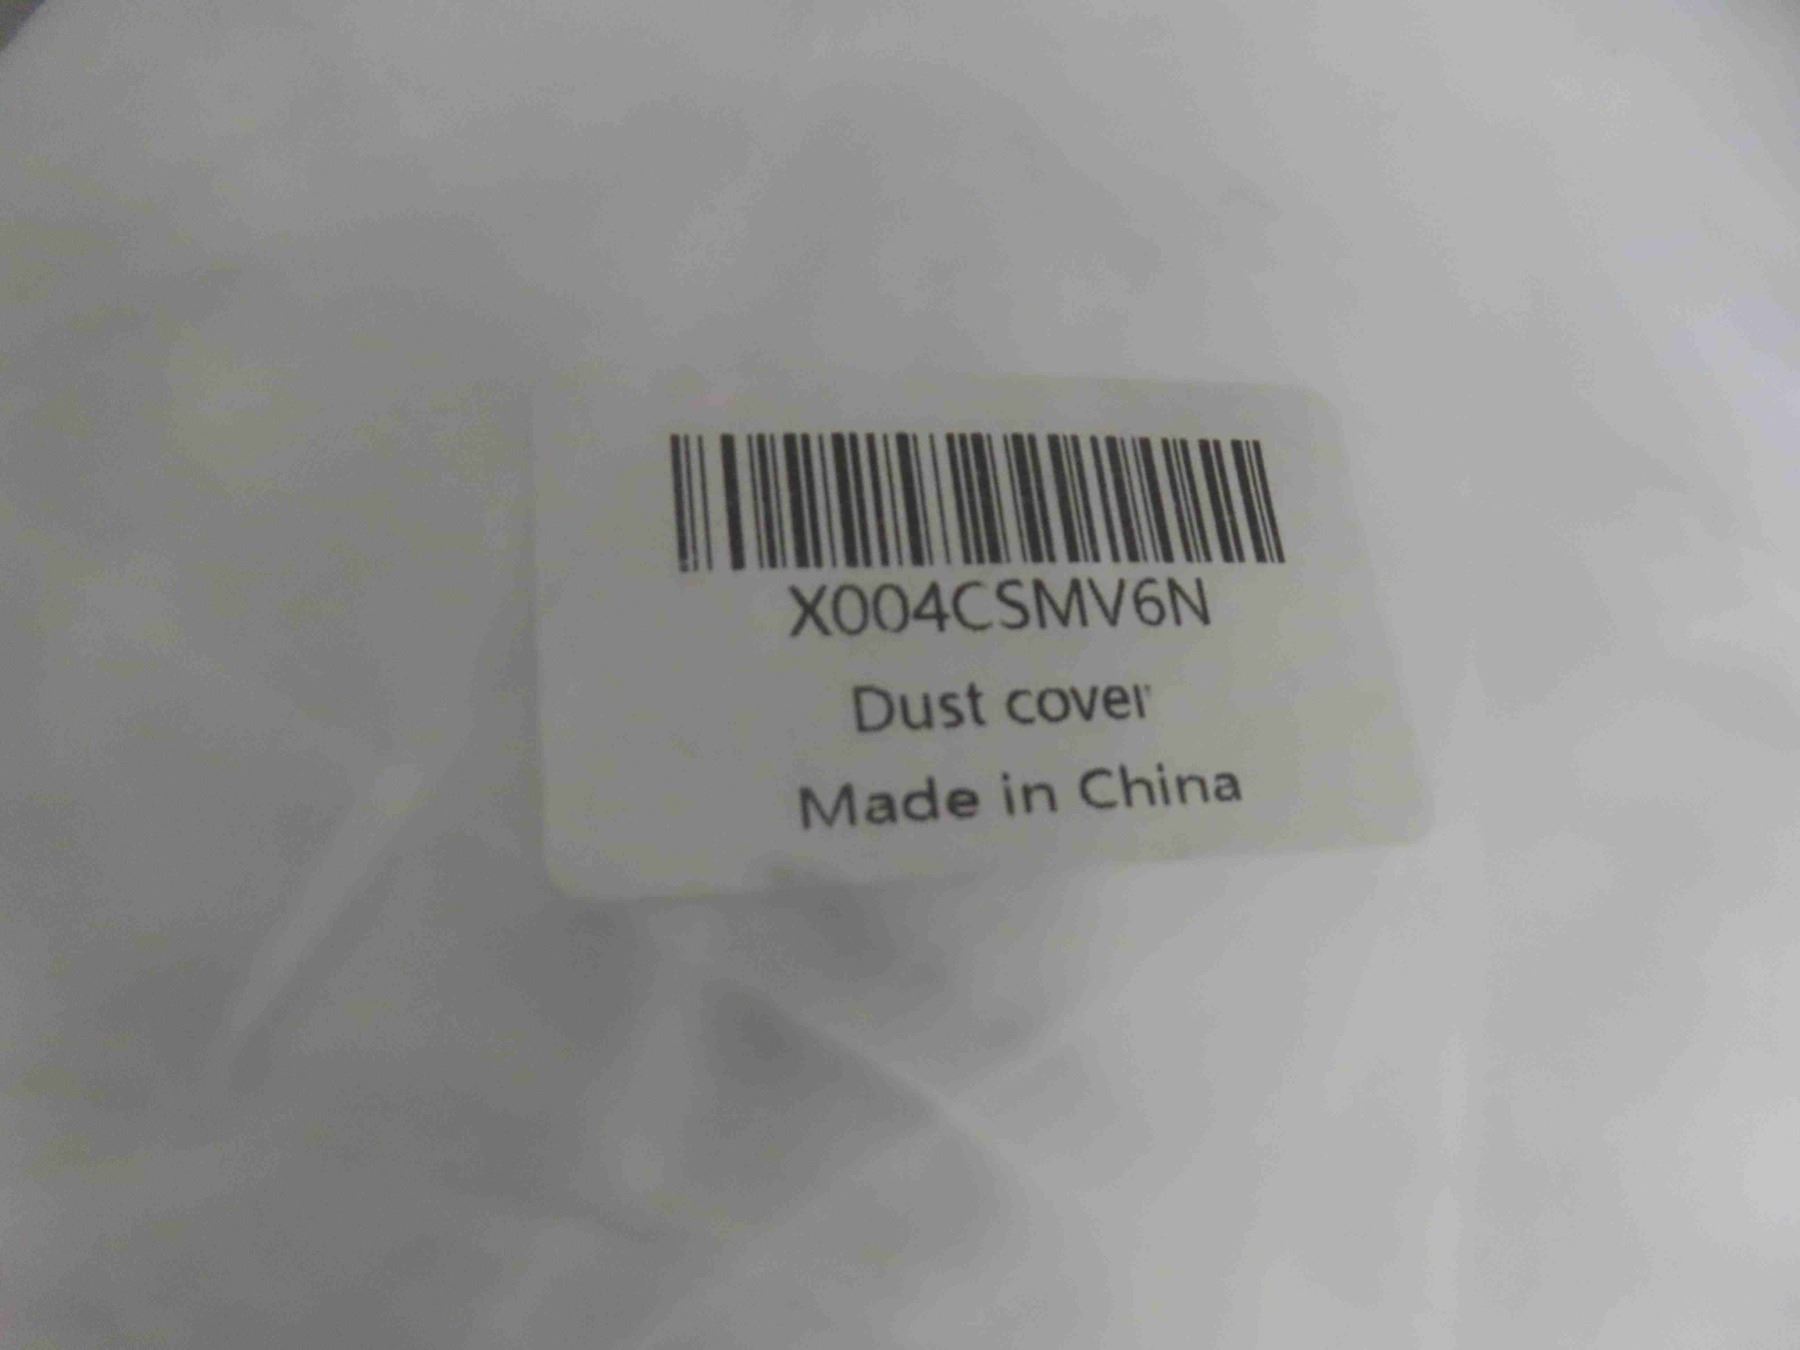 X004CSMV6N
Dust cover
Made in China